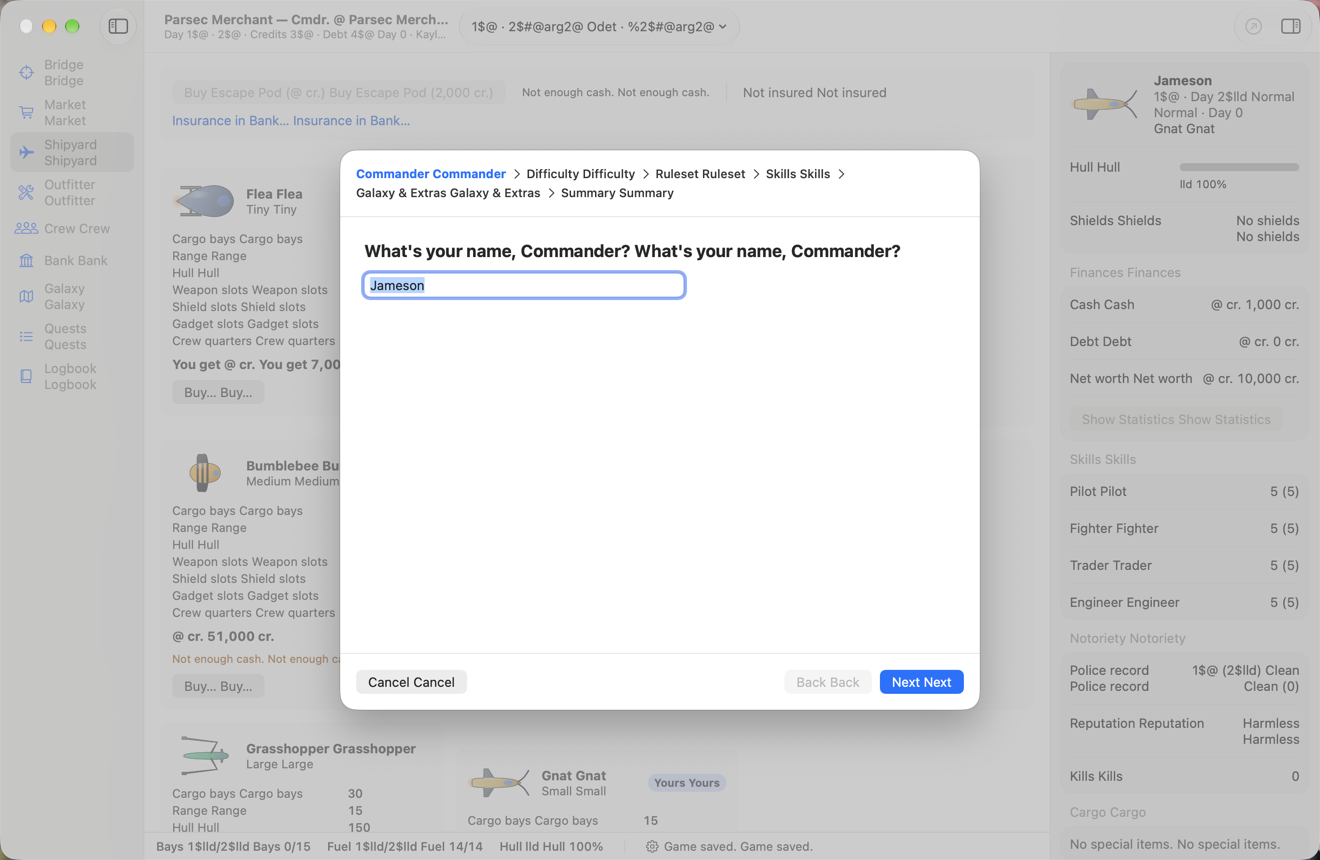 Parsec Merchant — Cmdr. @ Parsec Merch...
Day 1$@ · 2$@ · Credits 3$@ · Debt 4$@ Day 0 · Kayl...
1$@ · 2$#@arg2@ Odet · %2$#@arg2@
Bridge
Bridge
Market
Market
Shipyard
Shipyard
Outfitter
Outfitter
Crew Crew
Bank Bank
Galaxy
Galaxy
Quests
Quests
Logbook
Logbook
Buy Escape Pod (@ cr.) Buy Escape Pod (2,000 cr.)
Not enough cash. Not enough cash.
Not insured Not insured
Insurance in Bank... Insurance in Bank...
Flea Flea
Tiny Tiny
Cargo bays Cargo bays
Range Range
Hull Hull
Weapon slots Weapon slots
Shield slots Shield slots
Gadget slots Gadget slots
Crew quarters Crew quarters
You get @ cr. You get 7,00
Buy... Buy...
Bumblebee Bu
Medium Medium
Cargo bays Cargo bays
Range Range
Hull Hull
Weapon slots Weapon slots
Shield slots Shield slots
Gadget slots Gadget slots
Crew quarters Crew quarters
@ cr. 51,000 cr.
Not enough cash. Not enough ca
Buy... Buy...
Grasshopper Grasshopper
Large Large
Cargo bays Cargo bays 30
Range Range 15
Hull Hull 150
Gnat Gnat
Small Small
Yours Yours
Cargo bays Cargo bays 15
Commander Commander > Difficulty Difficulty > Ruleset Ruleset > Skills Skills >
Galaxy & Extras Galaxy & Extras > Summary Summary
What's your name, Commander? What's your name, Commander?
Jameson
Cancel Cancel
Back Back
Next Next
Jameson
1$@ · Day 2$lld Normal
Normal · Day 0
Gnat Gnat
Hull Hull
lld 100%
Shields Shields No shields
No shields
Finances Finances
Cash Cash @ cr. 1,000 cr.
Debt Debt @ cr. 0 cr.
Net worth Net worth @ cr. 10,000 cr.
Show Statistics Show Statistics
Skills Skills
Pilot Pilot 5 (5)
Fighter Fighter 5 (5)
Trader Trader 5 (5)
Engineer Engineer 5 (5)
Notoriety Notoriety
Police record 1$@ (2$lld) Clean
Police record Clean (0)
Reputation Reputation Harmless
Harmless
Kills Kills 0
Cargo Cargo
No special items. No special items.
Bays 1$lld/2$lld Bays 0/15
Fuel 1$lld/2$lld Fuel 14/14
Hull lld Hull 100%
Game saved. Game saved.